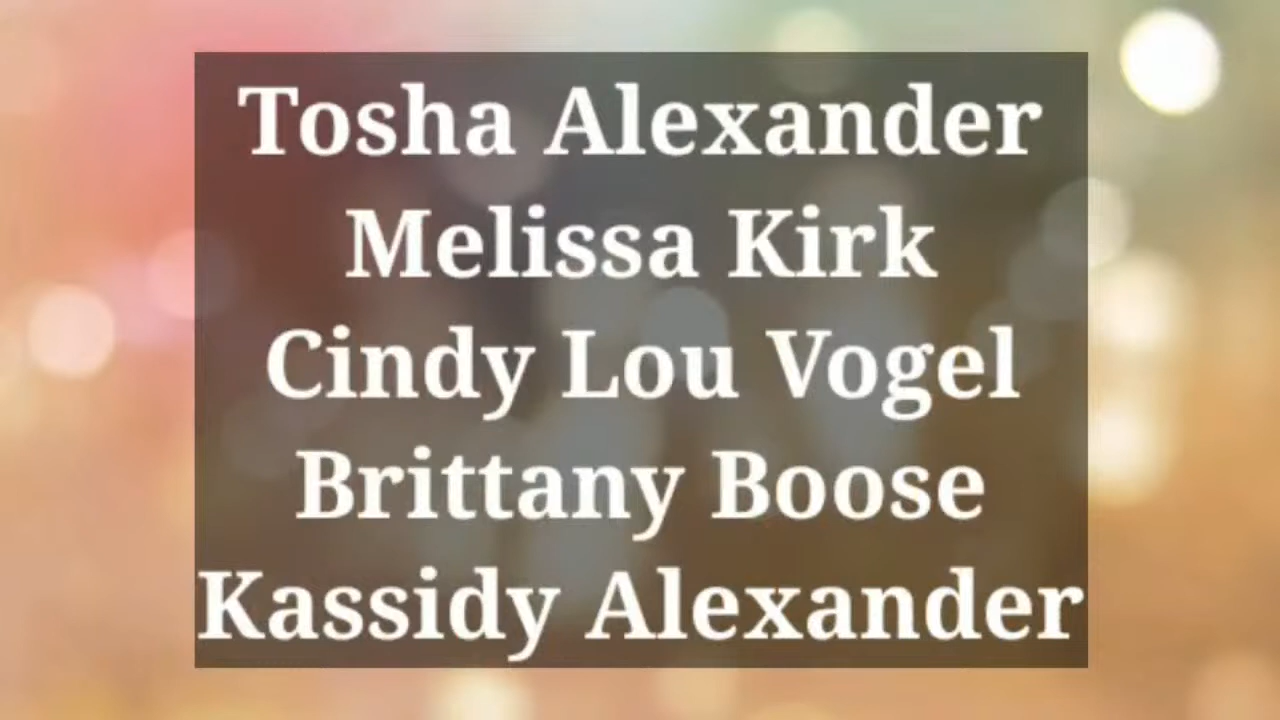 Tosha Alexander
Melissa Kirk
Cindy Lou Vogel
Brittany Boose
Kassidy Alexander